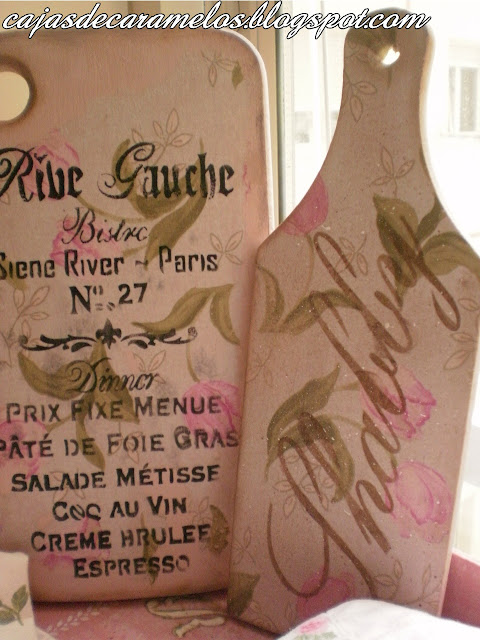 cajasdecaramelos.blogspot.com
Rive Gauche
Bistro
Siene River - Paris
Nº. 27
Dinner
PRIX FIXE MENUE
PÂTÉ DE FOIE GRAS
SALADE MÉTISSE
COQ AU VIN
CREME BRULEE
ESPRESSO